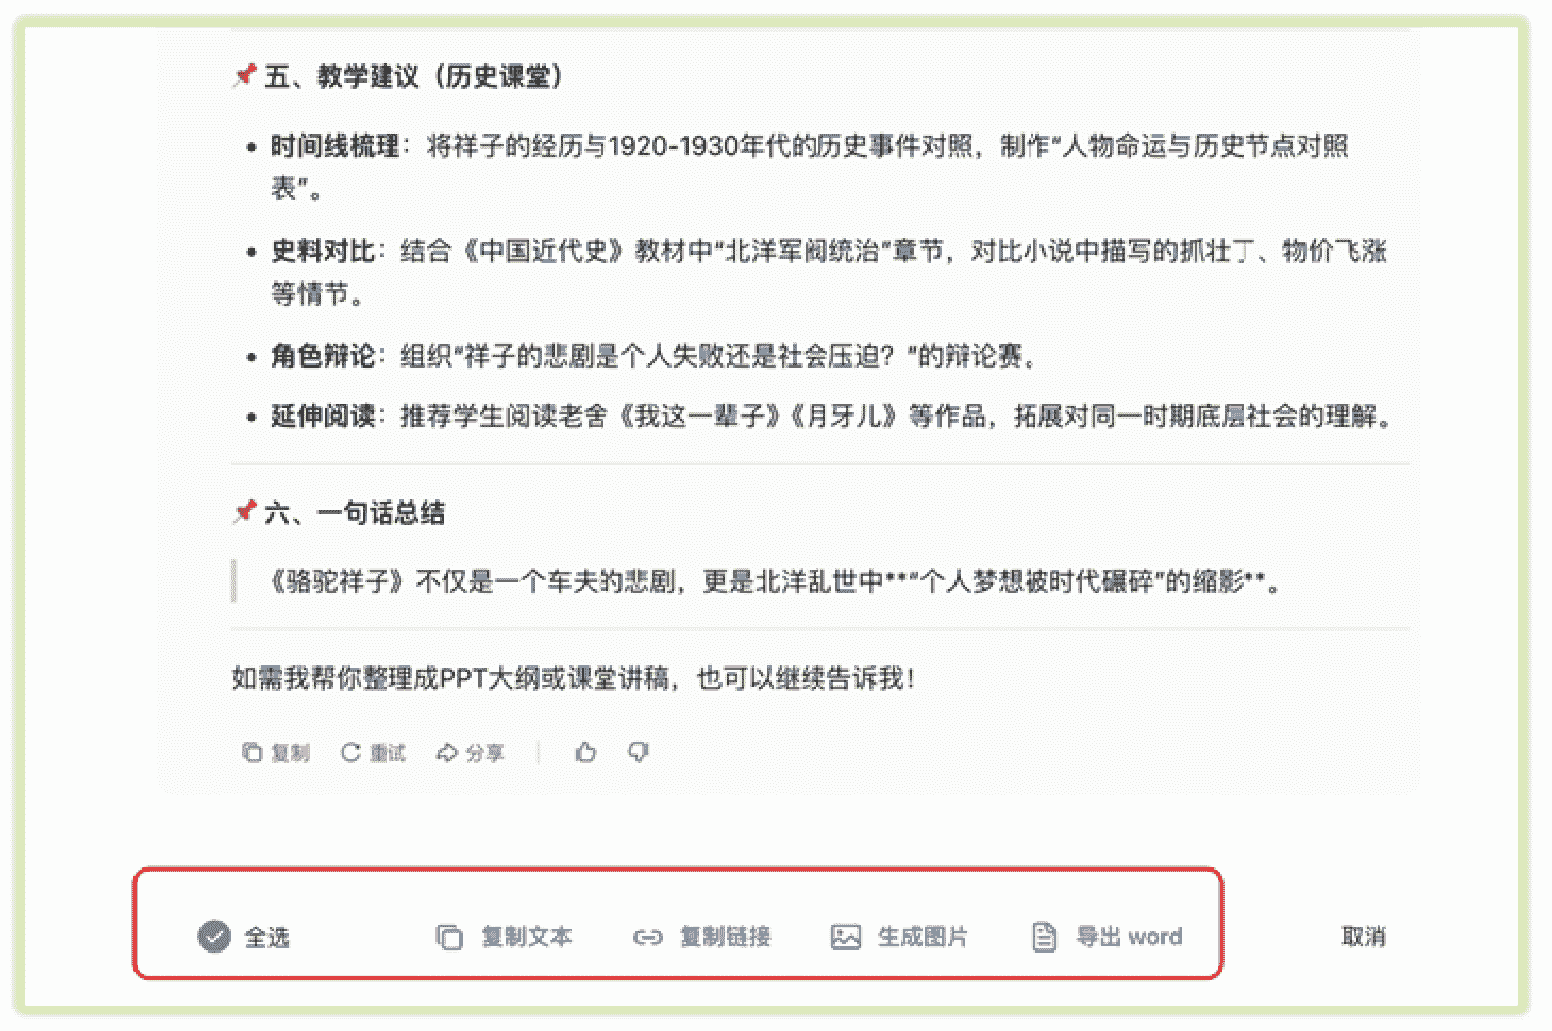 五、教学建议（历史课堂）
• 时间线梳理：将祥子的经历与1920-1930年代的历史事件对照，制作“人物命运与历史节点对照
表”。
• 史料对比：结合《中国近代史》教材中“北洋军阀统治”章节，对比小说中描写的抓壮丁、物价飞涨
等情节。
• 角色辩论：组织“祥子的悲剧是个人失败还是社会压迫？”的辩论赛。
• 延伸阅读：推荐学生阅读老舍《我这一辈子》《月牙儿》等作品，拓展对同一时期底层社会的理解。
六、一句话总结
《骆驼祥子》不仅是一个车夫的悲剧，更是北洋乱世中**“个人梦想被时代碾碎”的缩影**。
如需我帮你整理成PPT大纲或课堂讲稿，也可以继续告诉我！
复制 重试 分享
全选 复制文本 复制链接 生成图片 导出 word 取消